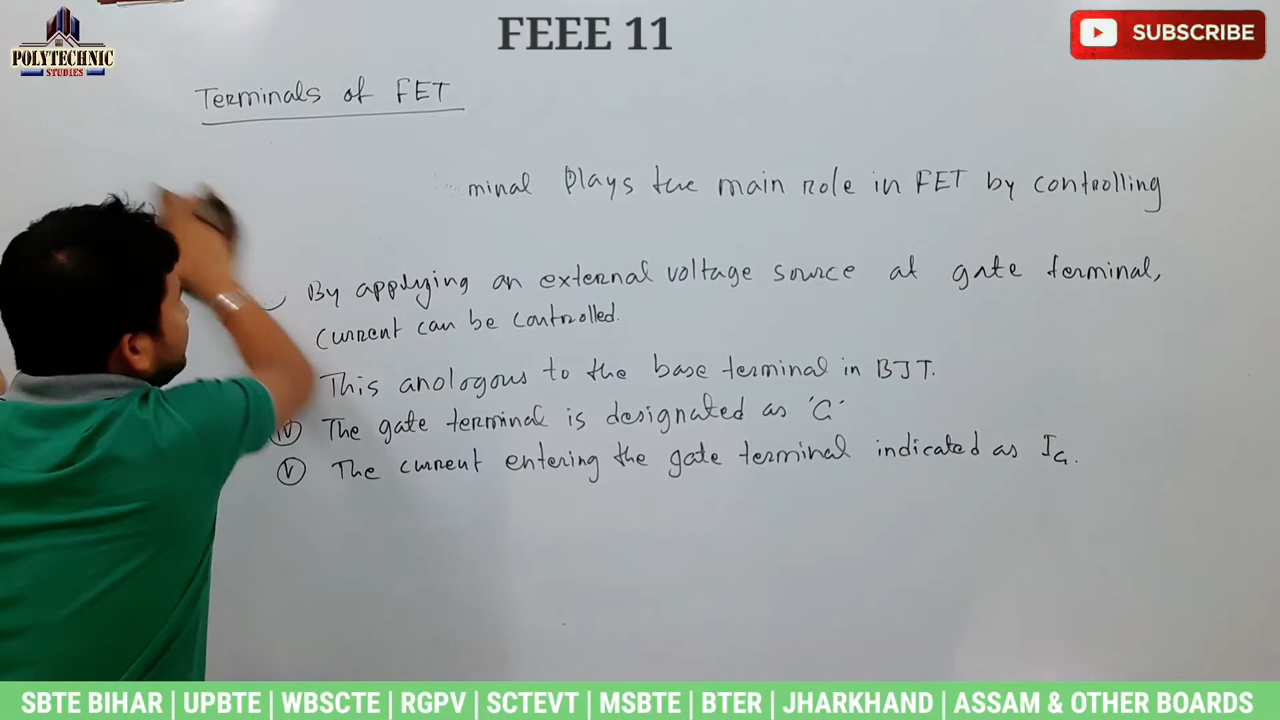 FEEE 11
POLYTECHNIC
STUDIES
SUBSCRIBE
Terminals of FET
minal plays the main role in FET by controlling
By applying an external voltage source at gate terminal,
Current can be controlled.
This anologous to the base terminal in BJT.
IV The gate terminal is designated as 'G'
V The current entering the gate terminal indicated as IG.
SBTE BIHAR | UPBTE | WBSCTE | RGPV | SCTEVT | MSBTE | BTER | JHARKHAND | ASSAM & OTHER BOARDS